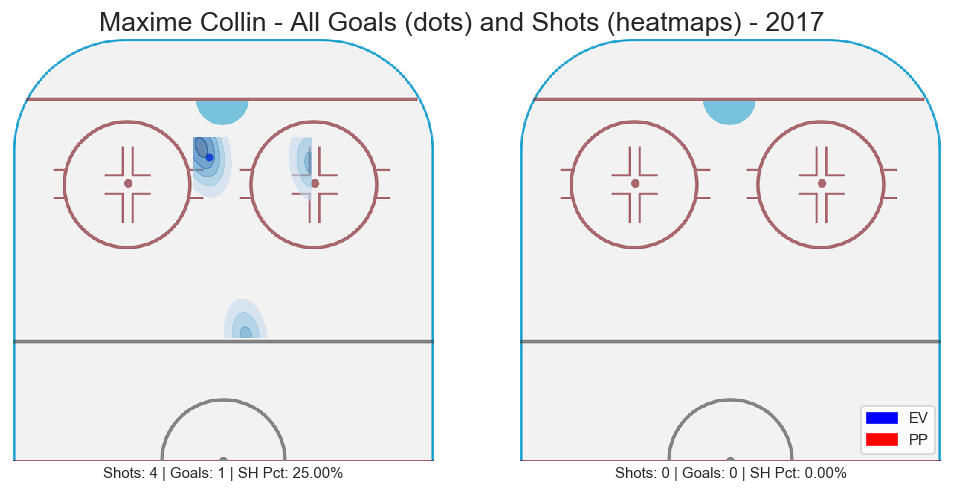 Maxime Collin - All Goals (dots) and Shots (heatmaps) - 2017
EV
PP
Shots: 4 | Goals: 1 | SH Pct: 25.00%
Shots: 0 | Goals: 0 | SH Pct: 0.00%